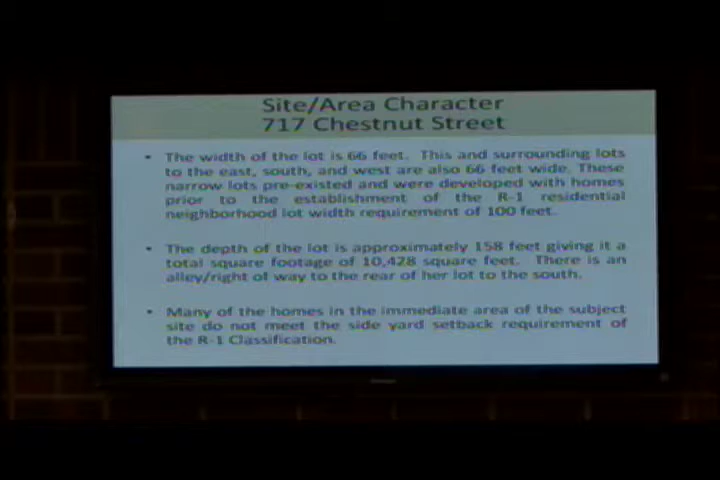 Site/Area Character
717 Chestnut Street
• The width of the lot is 66 feet. This and surrounding lots
to the east, south, and west are also 66 feet wide. These
narrow lots pre-existed and were developed with homes
prior to the establishment of the R-1 residential
neighborhood lot width requirement of 100 feet.
• The depth of the lot is approximately 158 feet giving it a
total square footage of 10,428 square feet. There is an
alley/right of way to the rear of her lot to the south.
• Many of the homes in the immediate area of the subject
site do not meet the side yard setback requirement of
the R-1 Classification.